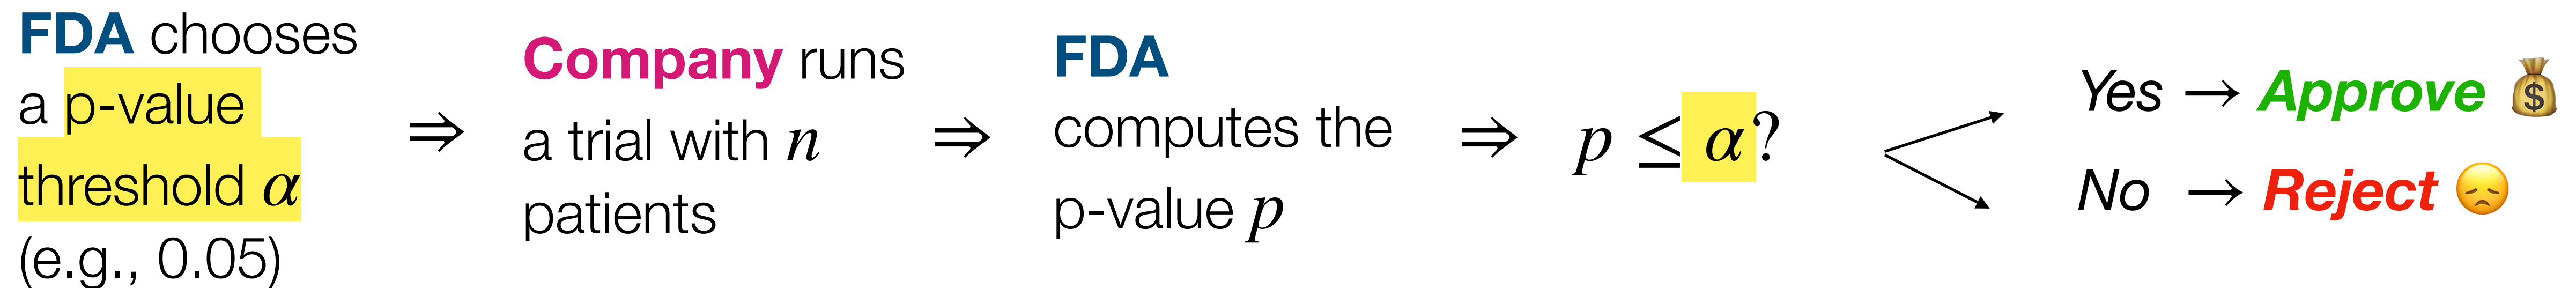 FDA chooses
a p-value
threshold α
(e.g., 0.05)
⇒
Company runs
a trial with n
patients
⇒
FDA
computes the
p-value p
⇒
p ≤ α?
Yes → Approve 💰
No → Reject 😞